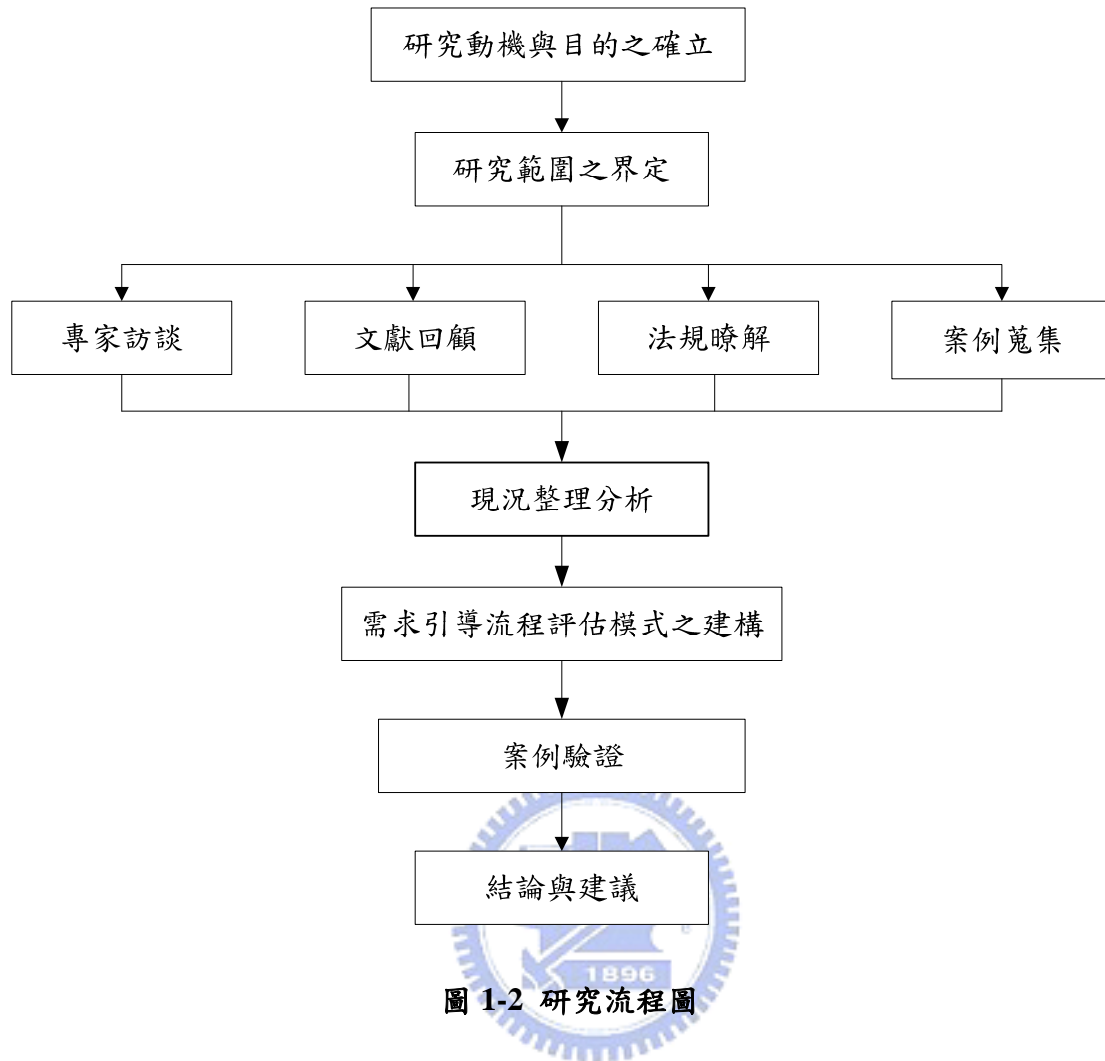 研究動機與目的之確立
研究範圍之界定
專家訪談
文獻回顧
法規暸解
案例蒐集
現況整理分析
需求引導流程評估模式之建構
案例驗證
結論與建議
1896
圖 1-2 研究流程圖